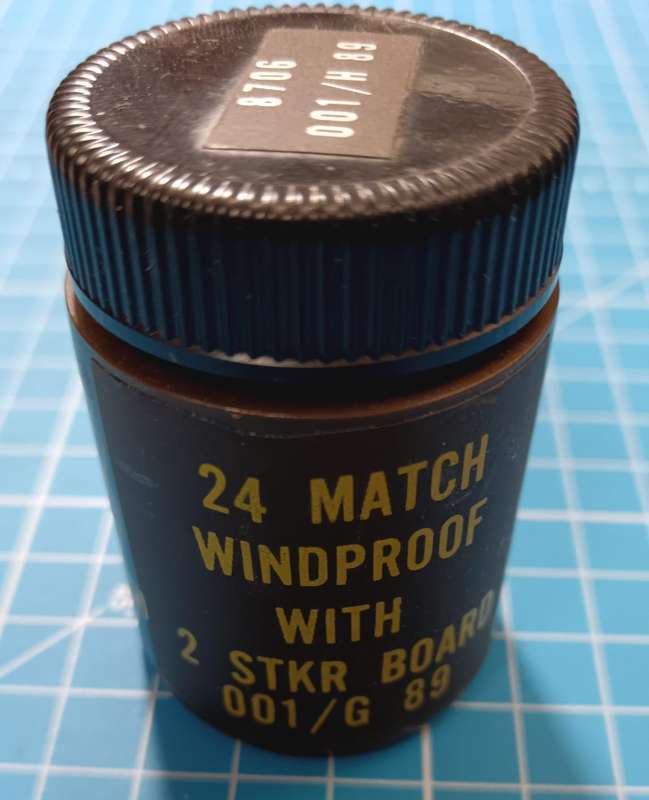 8706
001/H 89
24 MATCH
WINDPROOF
WITH
2 STKR BOARD
001/G 89